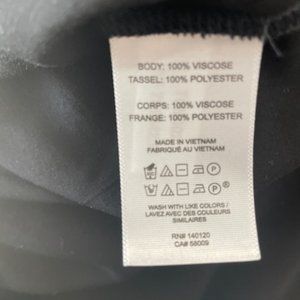 BODY: 100% VISCOSE
TASSEL: 100% POLYESTER
CORPS: 100% VISCOSE
FRANGE: 100% POLYESTER
MADE IN VIETNAM
FABRIQUÉ AU VIETNAM
WASH WITH LIKE COLORS /
LAVEZ AVEC DES COULEURS
SIMILAIRES
RN# 140120
CA# 56009